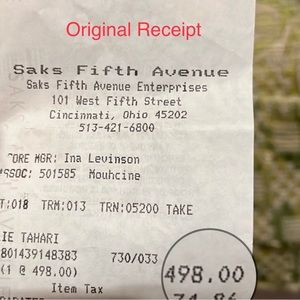 Original Receipt
Saks Fifth Avenue
Saks Fifth Avenue Enterprises
101 West Fifth Street
Cincinnati, Ohio 45202
513-421-6800
ORE MGR: Ina Levinson
SSOC: 501585 Mouhcine
T:018 TRM:013 TRN:05200 TAKE
IE TAHARI
801439148383 730/033
(1 @ 498.00)
498.00
Item Tax